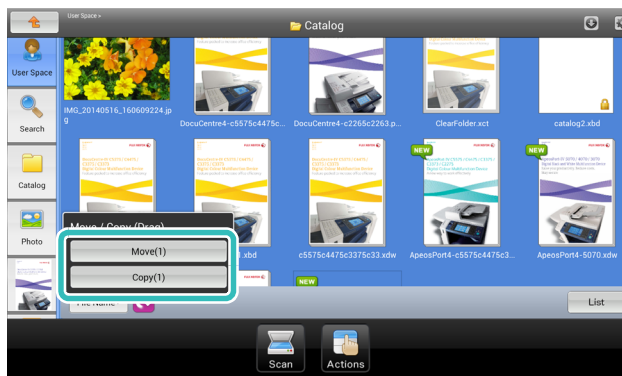 User Space ▸
Catalog
User Space
Search
Catalog
Photo
IMG_20140516_160609224.jp
g
DocuCentre4-c5575c4475c...
DocuCentre4-c2265c2263.p...
ClearFolder.xct
catalog2.xbd
NEW
NEW
Move / Copy (Drag)
Move(1)
Copy(1)
1.xbd
c5575c4475c3375c33.xdw
ApeosPort4-c5575c4475c3...
ApeosPort4-5070.xdw
NEW
File Name
List
Scan
Actions